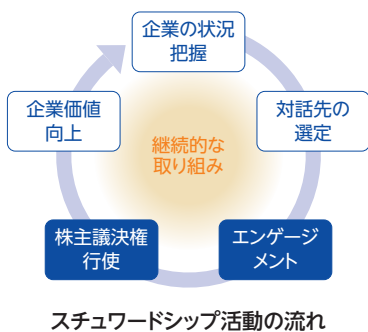 企業の状況
把握
企業価値
向上
対話先の
選定
継続的な
取り組み
株主議決権
行使
エンゲージ
メント
スチュワードシップ活動の流れ